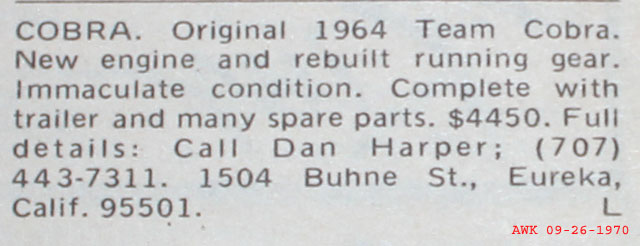 COBRA. Original 1964 Team Cobra.
New engine and rebuilt running gear.
Immaculate condition. Complete with
trailer and many spare parts. $4450. Full
details: Call Dan Harper; (707)
443-7311. 1504 Buhne St., Eureka,
Calif. 95501. L
AWK 09-26-1970